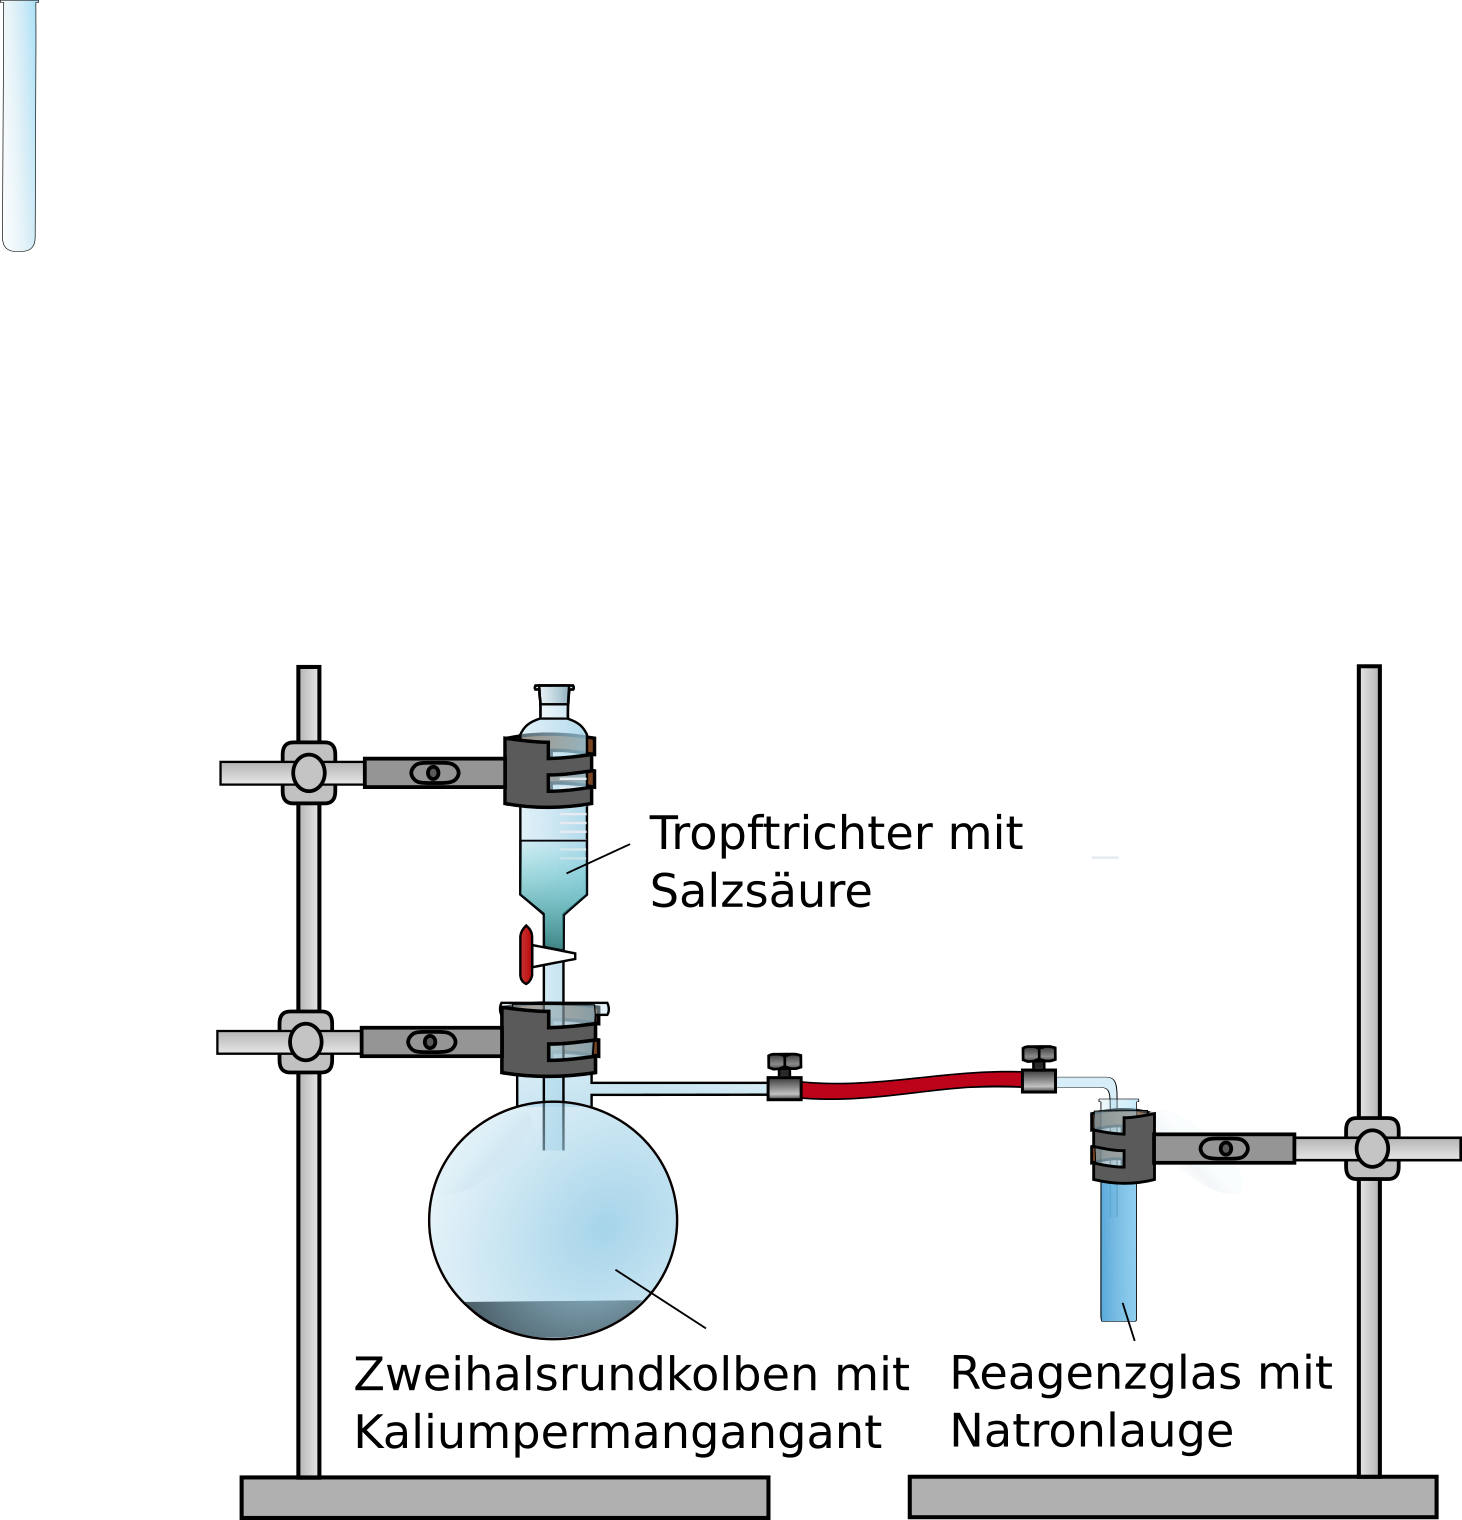 Tropftrichter mit
Salzsäure
Zweihalsrundkolben mit
Kaliumpermangangant
Reagenzglas mit
Natronlauge